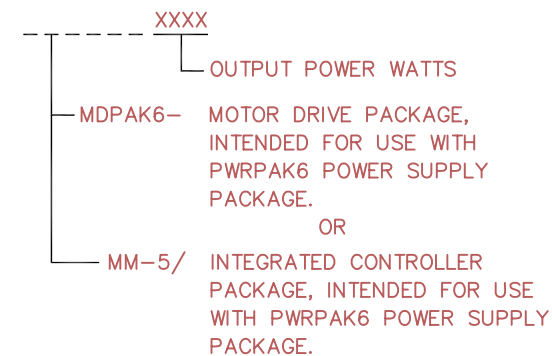 XXXX
OUTPUT POWER WATTS
MDPAK6- MOTOR DRIVE PACKAGE,
INTENDED FOR USE WITH
PWRPAK6 POWER SUPPLY
PACKAGE.
OR
MM-5/ INTEGRATED CONTROLLER
PACKAGE, INTENDED FOR USE
WITH PWRPAK6 POWER SUPPLY
PACKAGE.